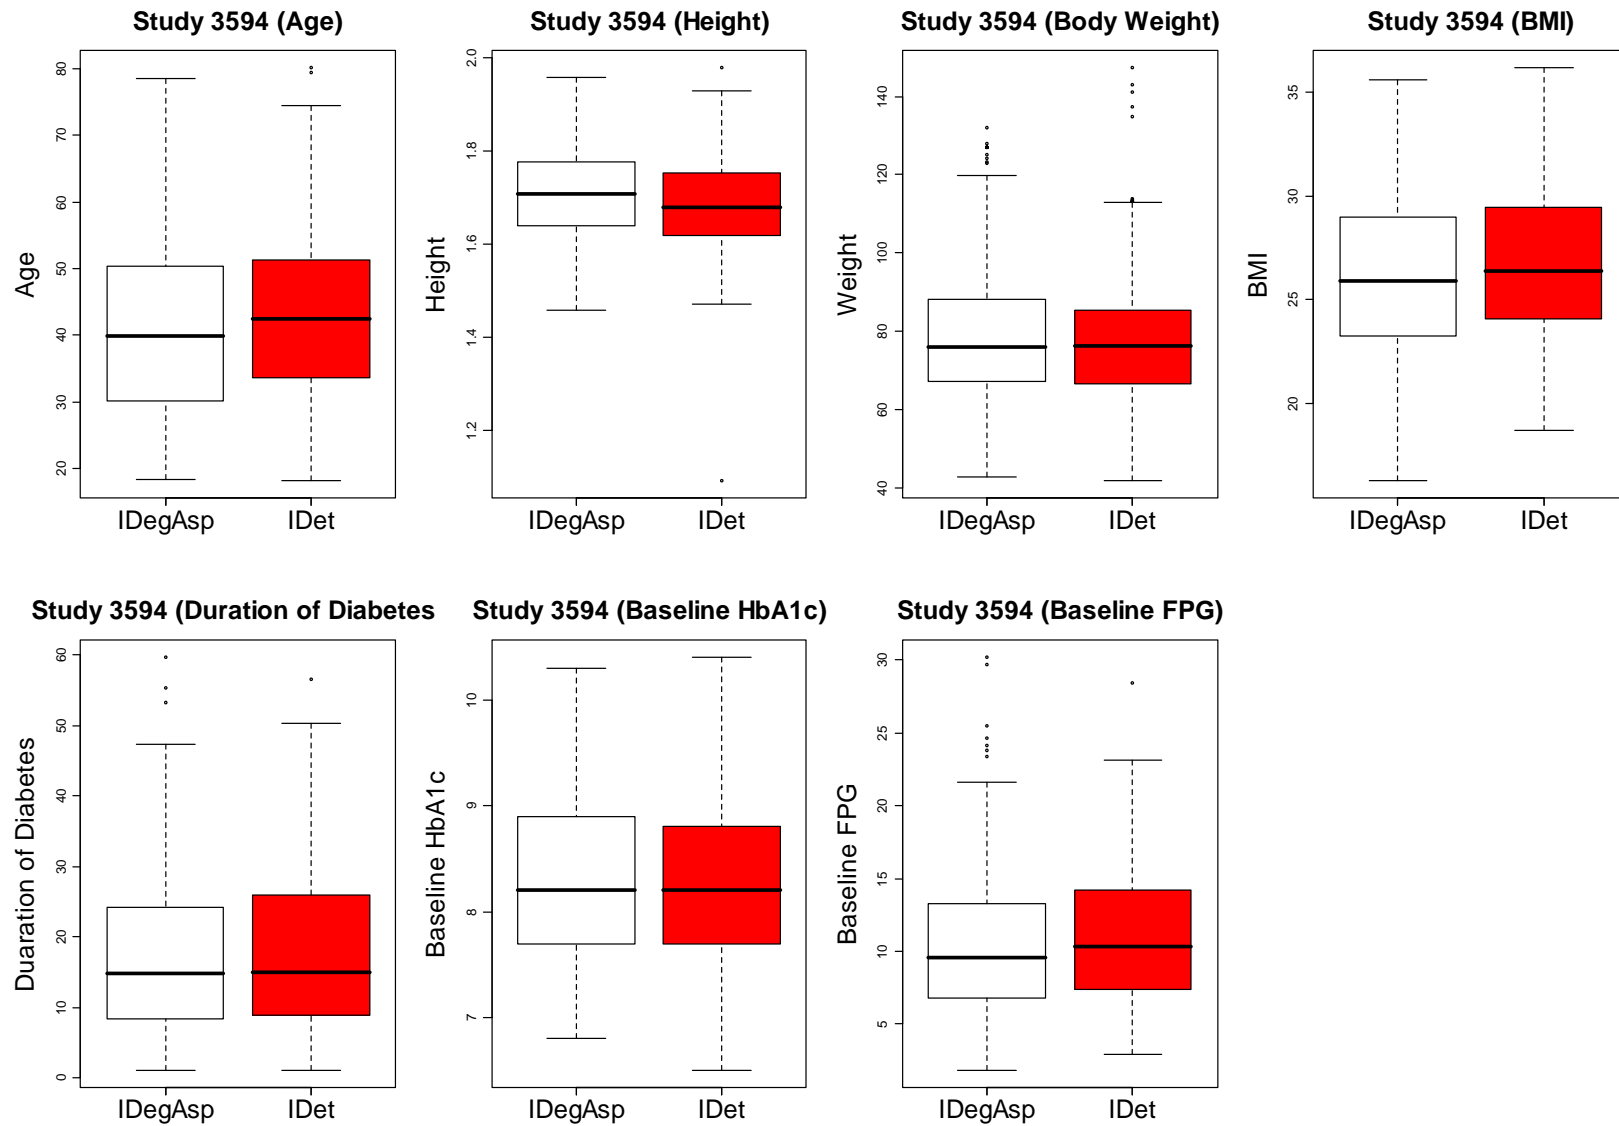 Study 3594 (Age)
Study 3594 (Height)
Study 3594 (Body Weight)
Study 3594 (BMI)
Age
20
30
40
50
60
70
80
IDegAsp
IDet
Height
1.2
1.4
1.6
1.8
2.0
IDegAsp
IDet
Weight
40
60
80
100
120
140
IDegAsp
IDet
BMI
20
25
30
35
IDegAsp
IDet
Study 3594 (Duration of Diabetes
Study 3594 (Baseline HbA1c)
Study 3594 (Baseline FPG)
Duaration of Diabetes
0
10
20
30
40
50
60
IDegAsp
IDet
Baseline HbA1c
7
8
9
10
IDegAsp
IDet
Baseline FPG
5
10
15
20
25
30
IDegAsp
IDet